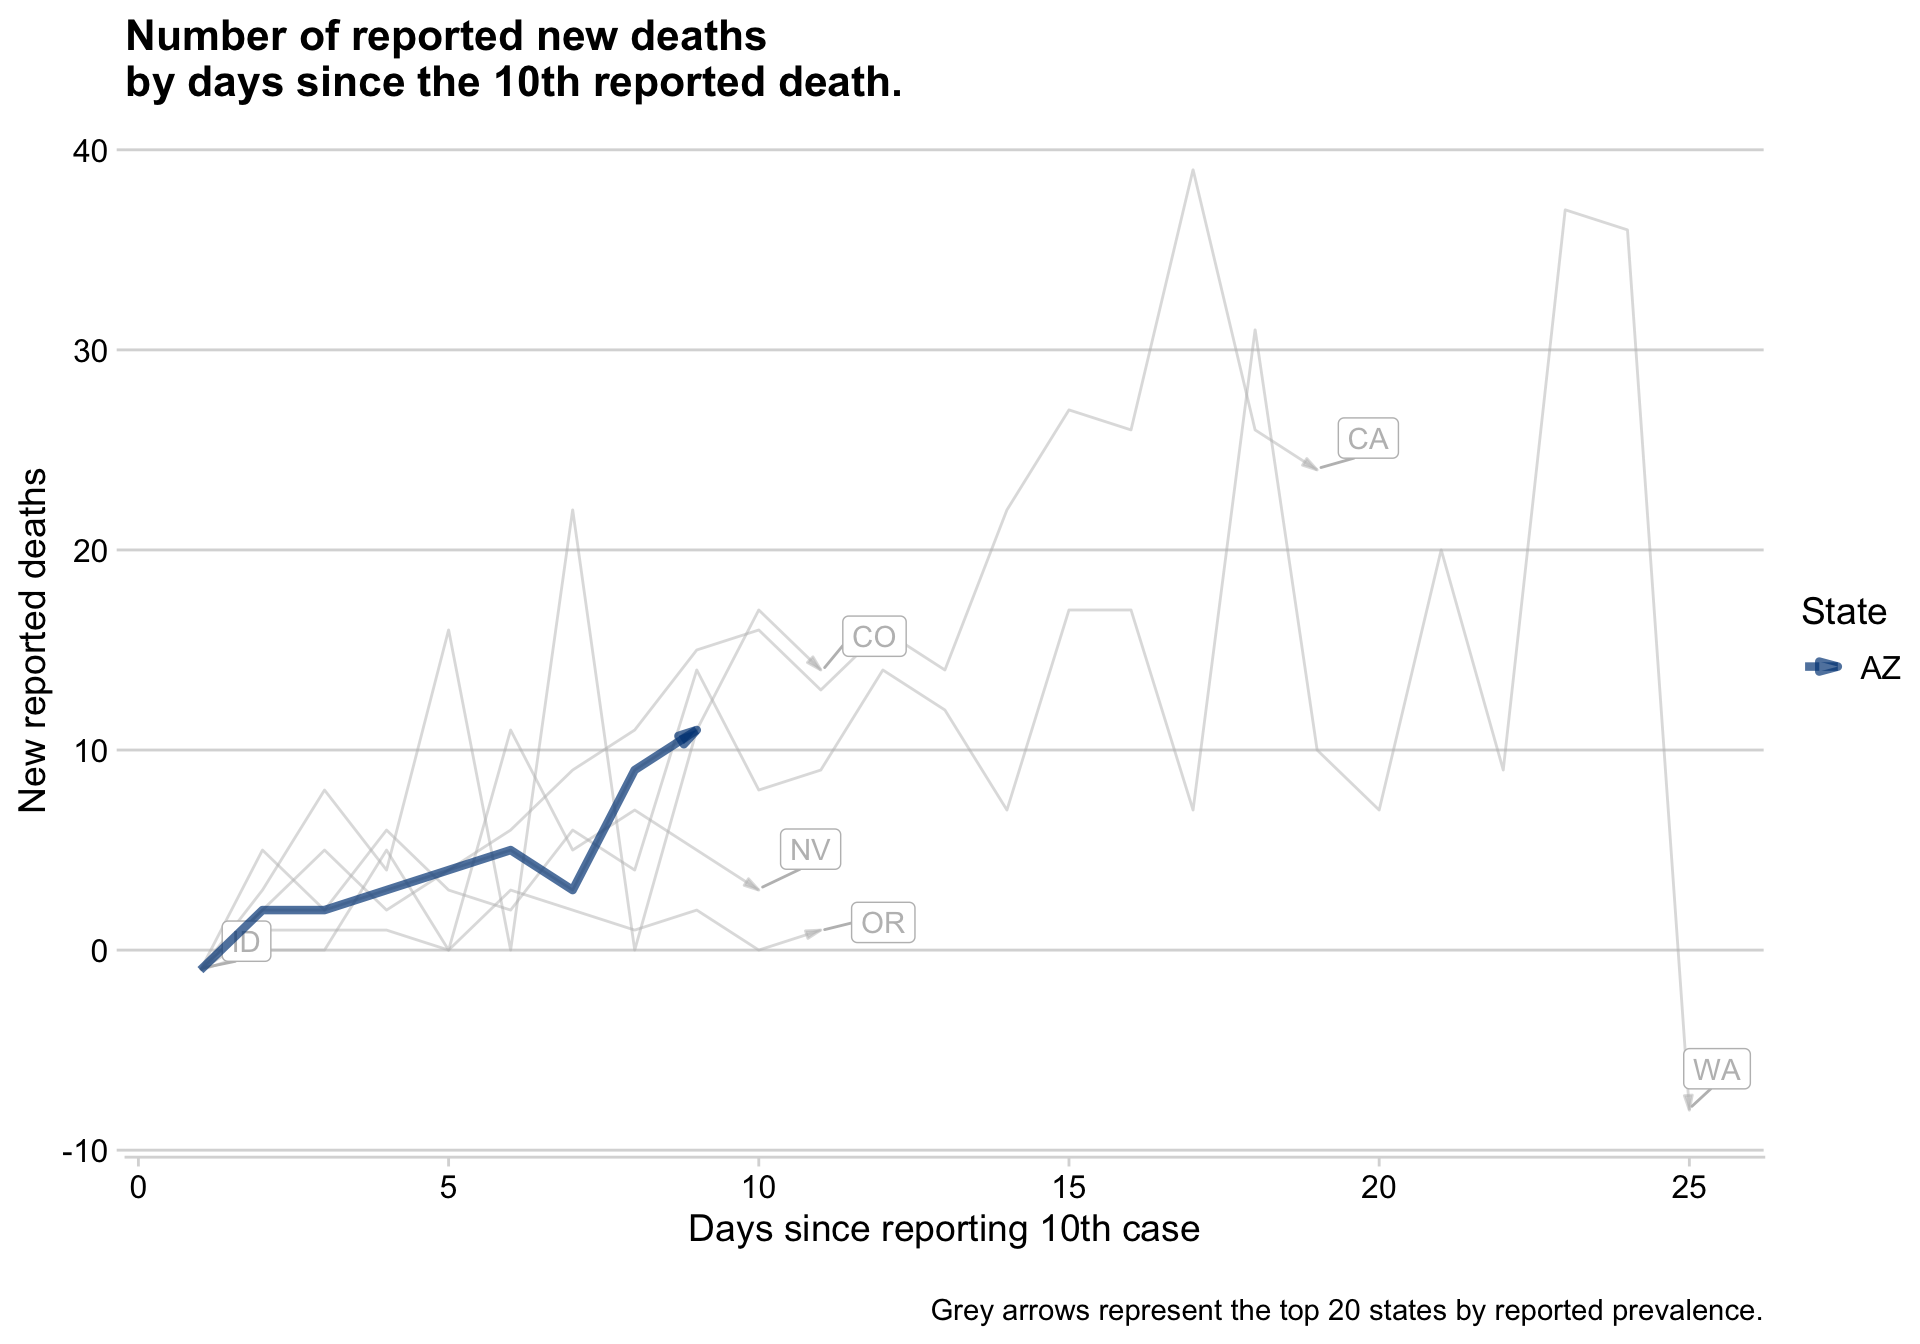 Number of reported new deaths
by days since the 10th reported death.
40
30
20
10
0
-10
New reported deaths
CA
CO
NV
OR
ID
WA
State
AZ
0 5 10 15 20 25
Days since reporting 10th case
Grey arrows represent the top 20 states by reported prevalence.